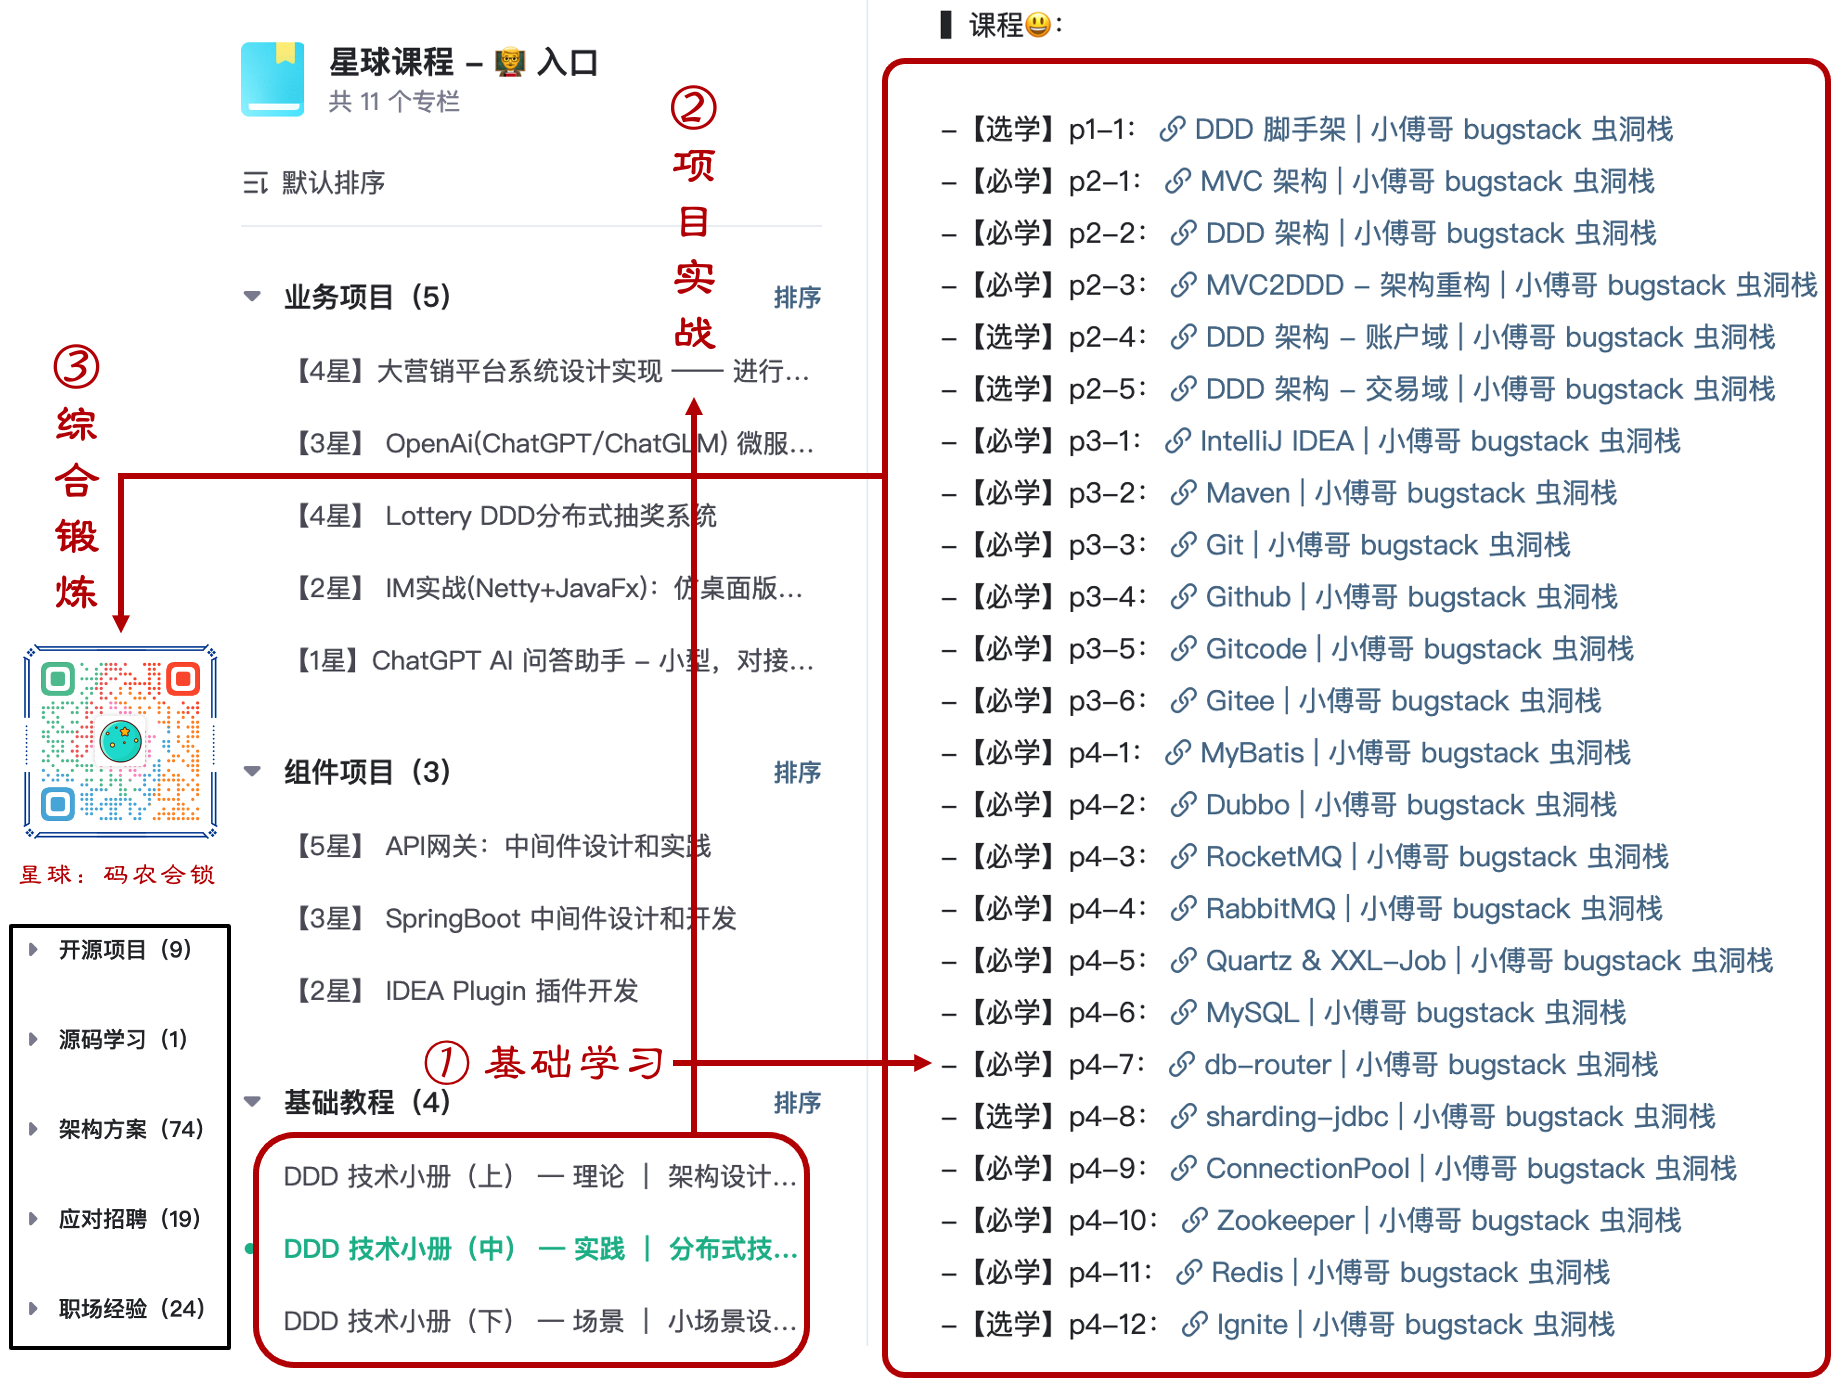 星球课程 – 入口
共 11 个专栏
默认排序
② 项目实战
业务项目（5） 排序
【4星】大营销平台系统设计实现 —— 进行...
【3星】 OpenAi(ChatGPT/ChatGLM) 微服...
【4星】 Lottery DDD分布式抽奖系统
【2星】 IM实战(Netty+JavaFx)：仿桌面版...
【1星】ChatGPT AI 问答助手 – 小型，对接...
组件项目（3） 排序
【5星】 API网关：中间件设计和实践
【3星】 SpringBoot 中间件设计和开发
【2星】 IDEA Plugin 插件开发
① 基础学习
基础教程（4） 排序
DDD 技术小册（上） — 理论 ｜ 架构设计...
DDD 技术小册（中） — 实践 ｜ 分布式技...
DDD 技术小册（下） — 场景 ｜ 小场景设...
③ 综合锻炼
星球：码农会锁
开源项目（9）
源码学习（1）
架构方案（74）
应对招聘（19）
职场经验（24）
课程😃：
–【选学】p1–1： DDD 脚手架 | 小傅哥 bugstack 虫洞栈
–【必学】p2–1： MVC 架构 | 小傅哥 bugstack 虫洞栈
–【必学】p2–2： DDD 架构 | 小傅哥 bugstack 虫洞栈
–【必学】p2–3： MVC2DDD – 架构重构 | 小傅哥 bugstack 虫洞栈
–【选学】p2–4： DDD 架构 – 账户域 | 小傅哥 bugstack 虫洞栈
–【选学】p2–5： DDD 架构 – 交易域 | 小傅哥 bugstack 虫洞栈
–【必学】p3–1： IntelliJ IDEA | 小傅哥 bugstack 虫洞栈
–【必学】p3–2： Maven | 小傅哥 bugstack 虫洞栈
–【必学】p3–3： Git | 小傅哥 bugstack 虫洞栈
–【必学】p3–4： Github | 小傅哥 bugstack 虫洞栈
–【必学】p3–5： Gitcode | 小傅哥 bugstack 虫洞栈
–【必学】p3–6： Gitee | 小傅哥 bugstack 虫洞栈
–【必学】p4–1： MyBatis | 小傅哥 bugstack 虫洞栈
–【必学】p4–2： Dubbo | 小傅哥 bugstack 虫洞栈
–【必学】p4–3： RocketMQ | 小傅哥 bugstack 虫洞栈
–【必学】p4–4： RabbitMQ | 小傅哥 bugstack 虫洞栈
–【必学】p4–5： Quartz & XXL–Job | 小傅哥 bugstack 虫洞栈
–【必学】p4–6： MySQL | 小傅哥 bugstack 虫洞栈
–【必学】p4–7： db–router | 小傅哥 bugstack 虫洞栈
–【选学】p4–8： sharding–jdbc | 小傅哥 bugstack 虫洞栈
–【必学】p4–9： ConnectionPool | 小傅哥 bugstack 虫洞栈
–【必学】p4–10： Zookeeper | 小傅哥 bugstack 虫洞栈
–【必学】p4–11： Redis | 小傅哥 bugstack 虫洞栈
–【选学】p4–12： Ignite | 小傅哥 bugstack 虫洞栈